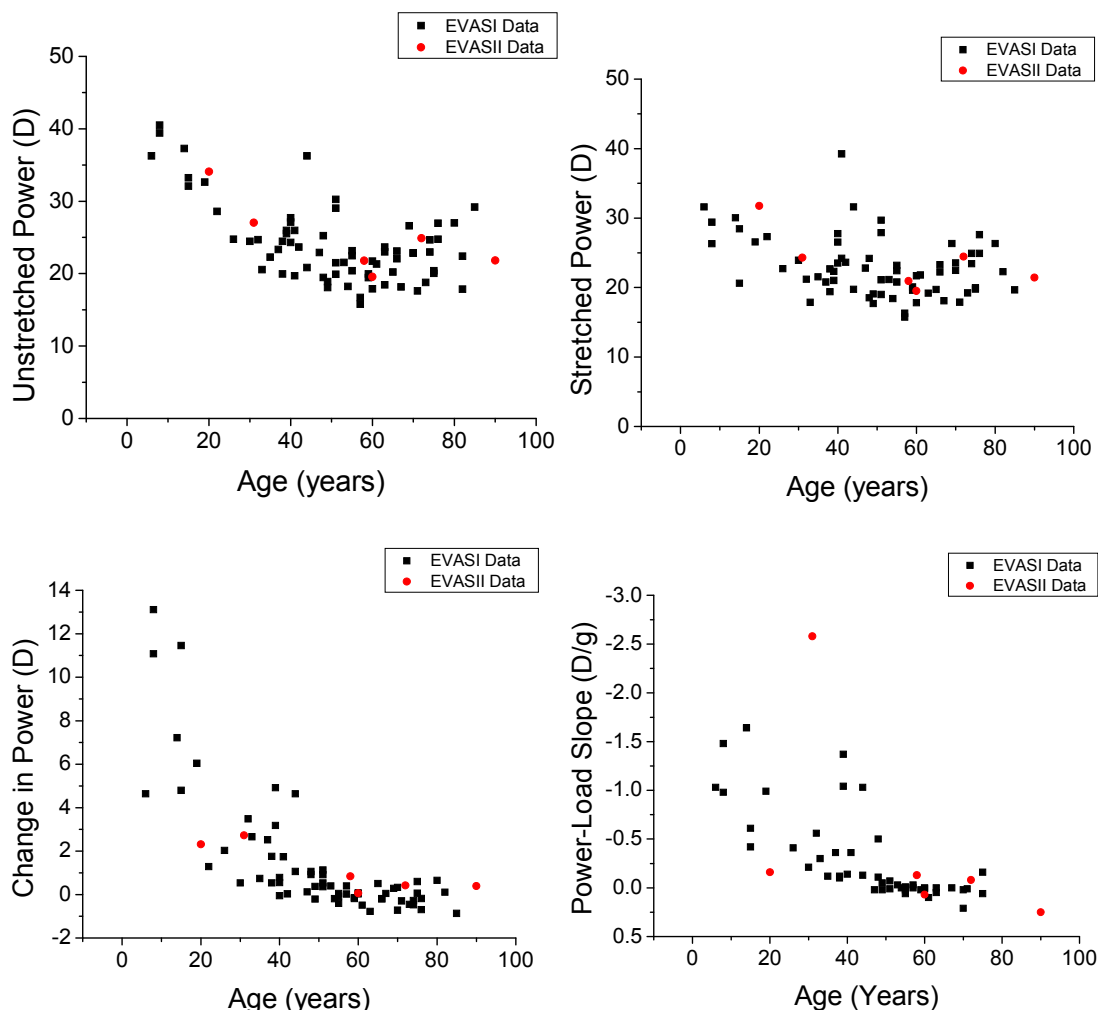 EVASI Data
EVASII Data
Unstretched Power (D)
50
40
30
20
10
0
0 20 40 60 80 100
Age (years)
EVASI Data
EVASII Data
Stretched Power (D)
50
40
30
20
10
0
0 20 40 60 80 100
Age (years)
EVASI Data
EVASII Data
Change in Power (D)
14
12
10
8
6
4
2
0
-2
0 20 40 60 80 100
Age (years)
EVASI Data
EVASII Data
Power-Load Slope (D/g)
-3.0
-2.5
-2.0
-1.5
-1.0
-0.5
0.0
0.5
0 20 40 60 80 100
Age (Years)